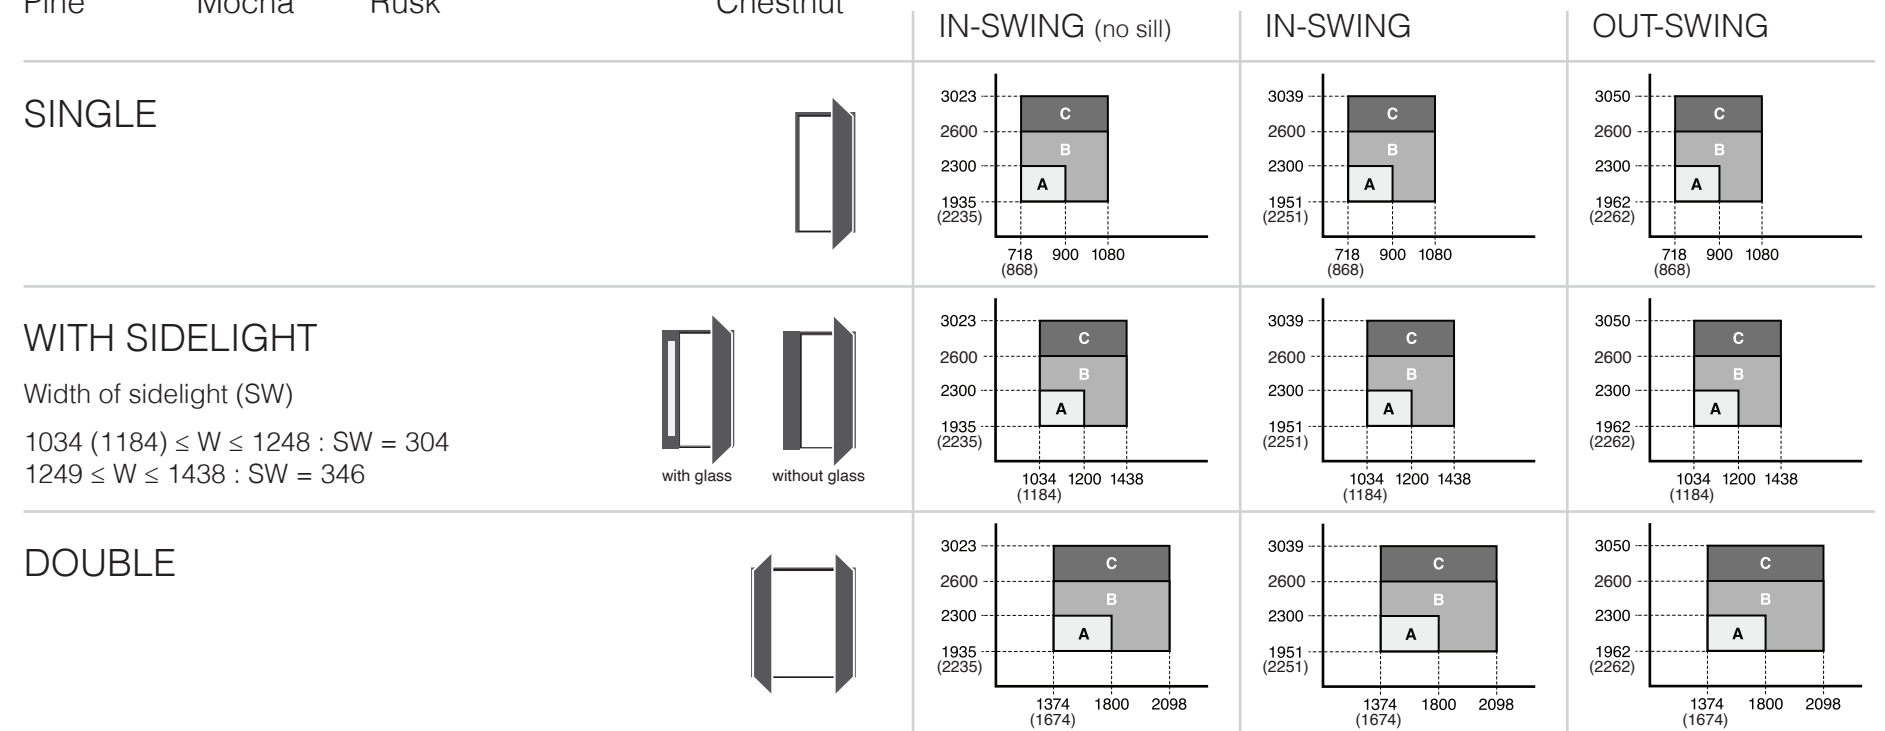 Pine Mocha Rusk Chestnut
IN-SWING (no sill) IN-SWING OUT-SWING
SINGLE
3023
2600
2300
1935
(2235)
C
B
A
718 900 1080
(868)
3039
2600
2300
1951
(2251)
C
B
A
718 900 1080
(868)
3050
2600
2300
1962
(2262)
C
B
A
718 900 1080
(868)
WITH SIDELIGHT
Width of sidelight (SW)
1034 (1184) ≤ W ≤ 1248 : SW = 304
1249 ≤ W ≤ 1438 : SW = 346
with glass without glass
3023
2600
2300
1935
(2235)
C
B
A
1034 1200 1438
(1184)
3039
2600
2300
1951
(2251)
C
B
A
1034 1200 1438
(1184)
3050
2600
2300
1962
(2262)
C
B
A
1034 1200 1438
(1184)
DOUBLE
3023
2600
2300
1935
(2235)
C
B
A
1374 1800 2098
(1674)
3039
2600
2300
1951
(2251)
C
B
A
1374 1800 2098
(1674)
3050
2600
2300
1962
(2262)
C
B
A
1374 1800 2098
(1674)